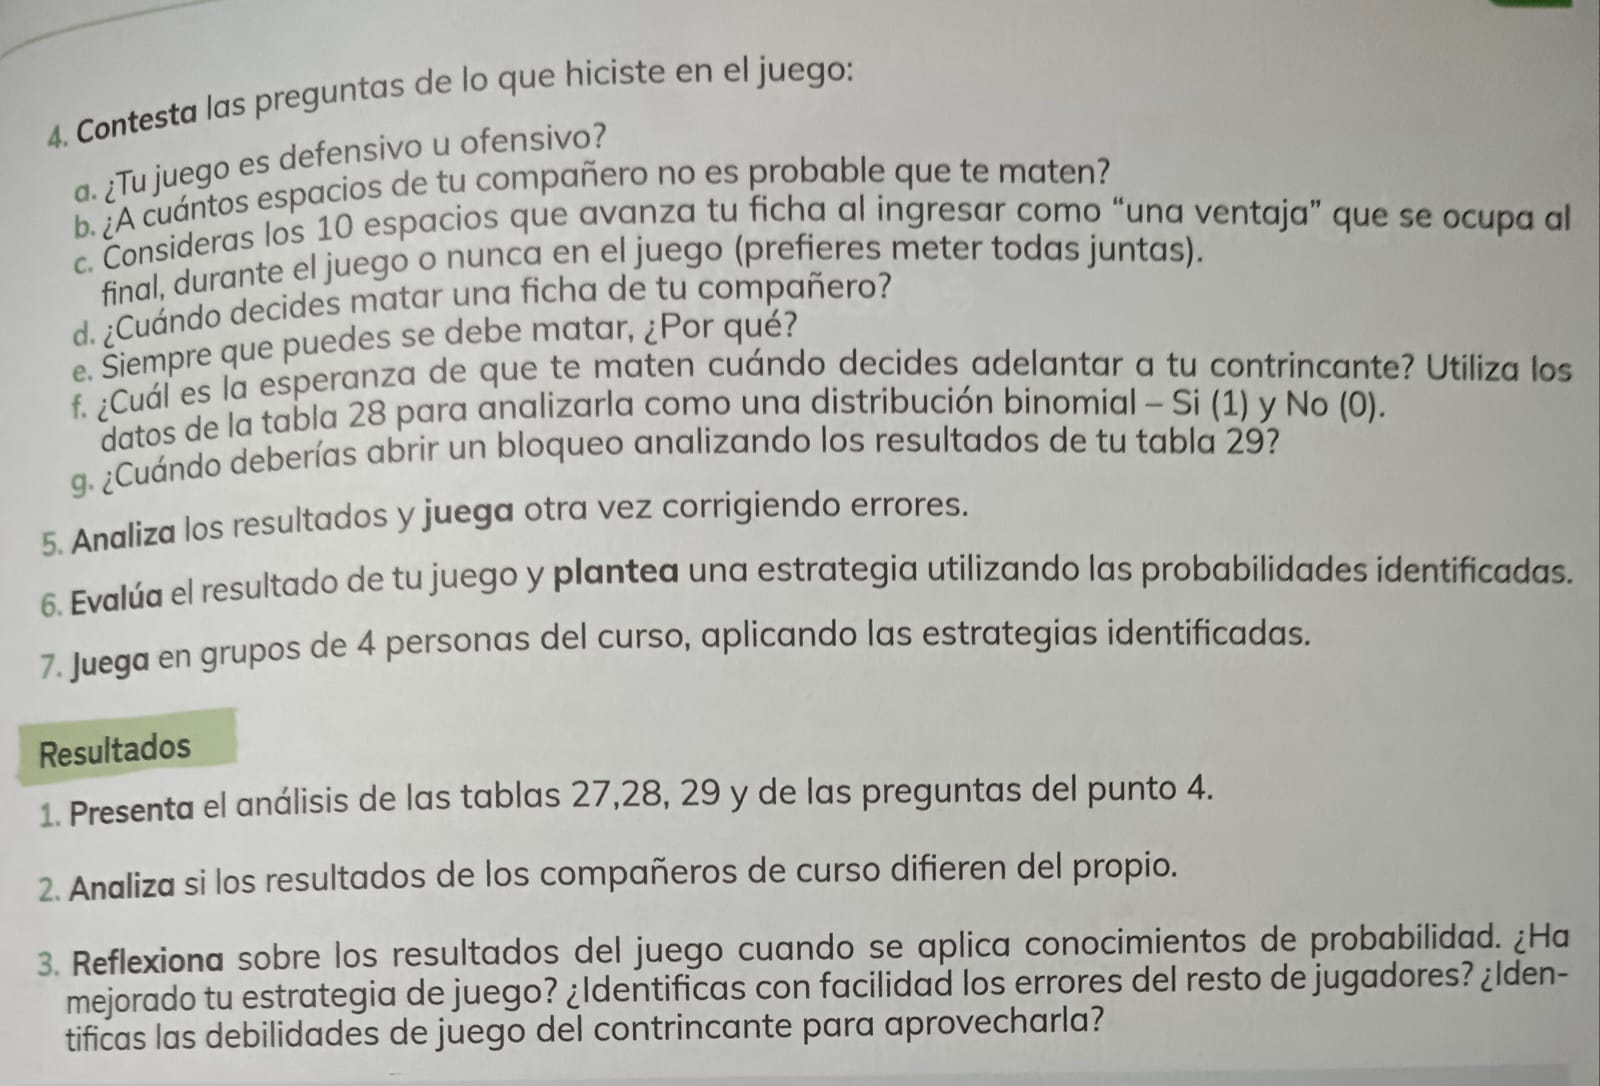 4. Contesta las preguntas de lo que hiciste en el juego:
a. ¿Tu juego es defensivo u ofensivo?
b. ¿A cuántos espacios de tu compañero no es probable que te maten?
c. Consideras los 10 espacios que avanza tu ficha al ingresar como “una ventaja” que se ocupa al
final, durante el juego o nunca en el juego (prefieres meter todas juntas).
d. ¿Cuándo decides matar una ficha de tu compañero?
e. Siempre que puedes se debe matar, ¿Por qué?
f. ¿Cuál es la esperanza de que te maten cuándo decides adelantar a tu contrincante? Utiliza los
datos de la tabla 28 para analizarla como una distribución binomial – Si (1) y No (0).
g. ¿Cuándo deberías abrir un bloqueo analizando los resultados de tu tabla 29?
5. Analiza los resultados y juega otra vez corrigiendo errores.
6. Evalúa el resultado de tu juego y plantea una estrategia utilizando las probabilidades identificadas.
7. Juega en grupos de 4 personas del curso, aplicando las estrategias identificadas.
Resultados
1. Presenta el análisis de las tablas 27,28, 29 y de las preguntas del punto 4.
2. Analiza si los resultados de los compañeros de curso difieren del propio.
3. Reflexiona sobre los resultados del juego cuando se aplica conocimientos de probabilidad. ¿Ha
mejorado tu estrategia de juego? ¿Identificas con facilidad los errores del resto de jugadores? ¿Iden-
tificas las debilidades de juego del contrincante para aprovecharla?